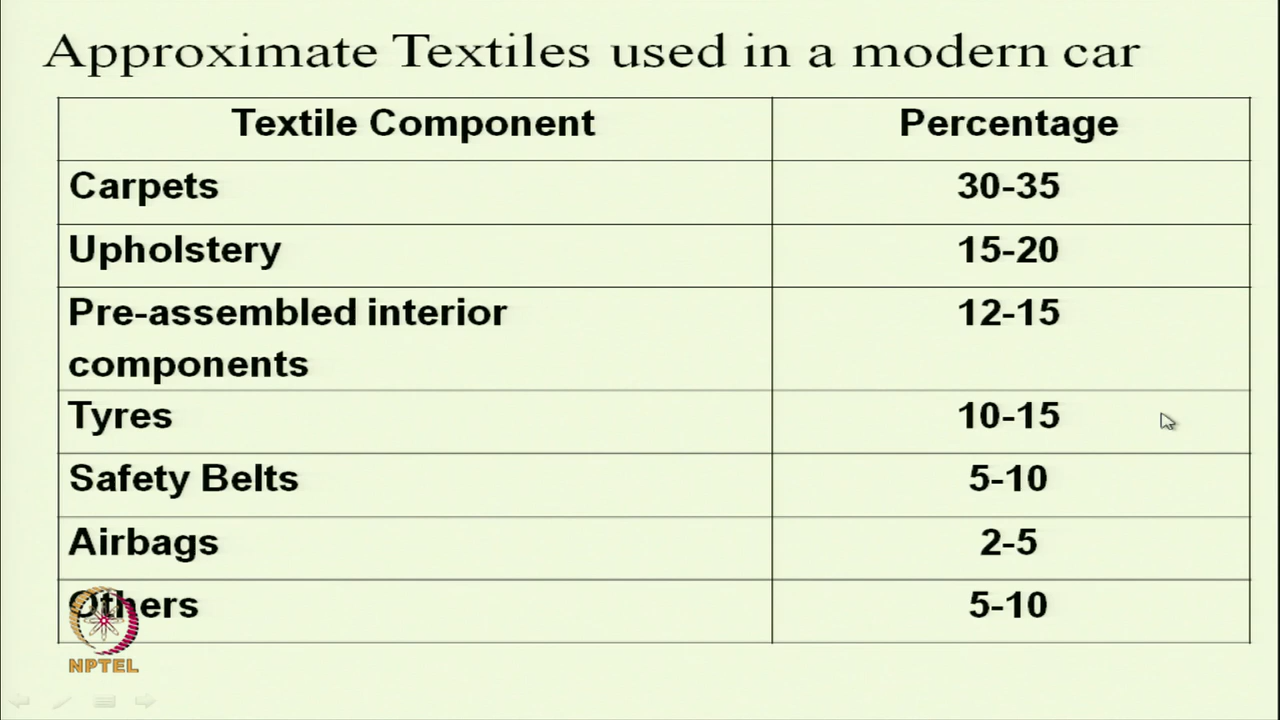 Approximate Textiles used in a modern car
Textile Component Percentage
Carpets 30-35
Upholstery 15-20
Pre-assembled interior 12-15
components
Tyres 10-15
Safety Belts 5-10
Airbags 2-5
Others 5-10
NPTEL